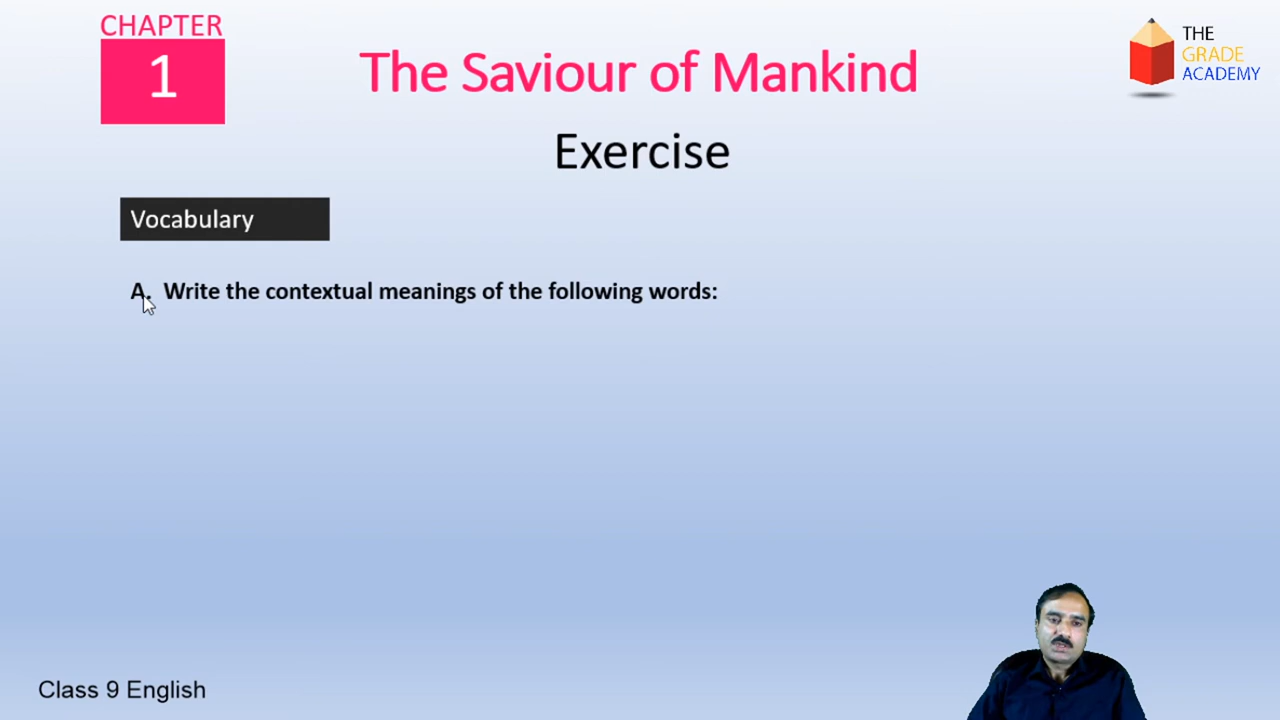 CHAPTER
1
The Saviour of Mankind
THE
GRADE
ACADEMY
Exercise
Vocabulary
A. Write the contextual meanings of the following words:
Class 9 English